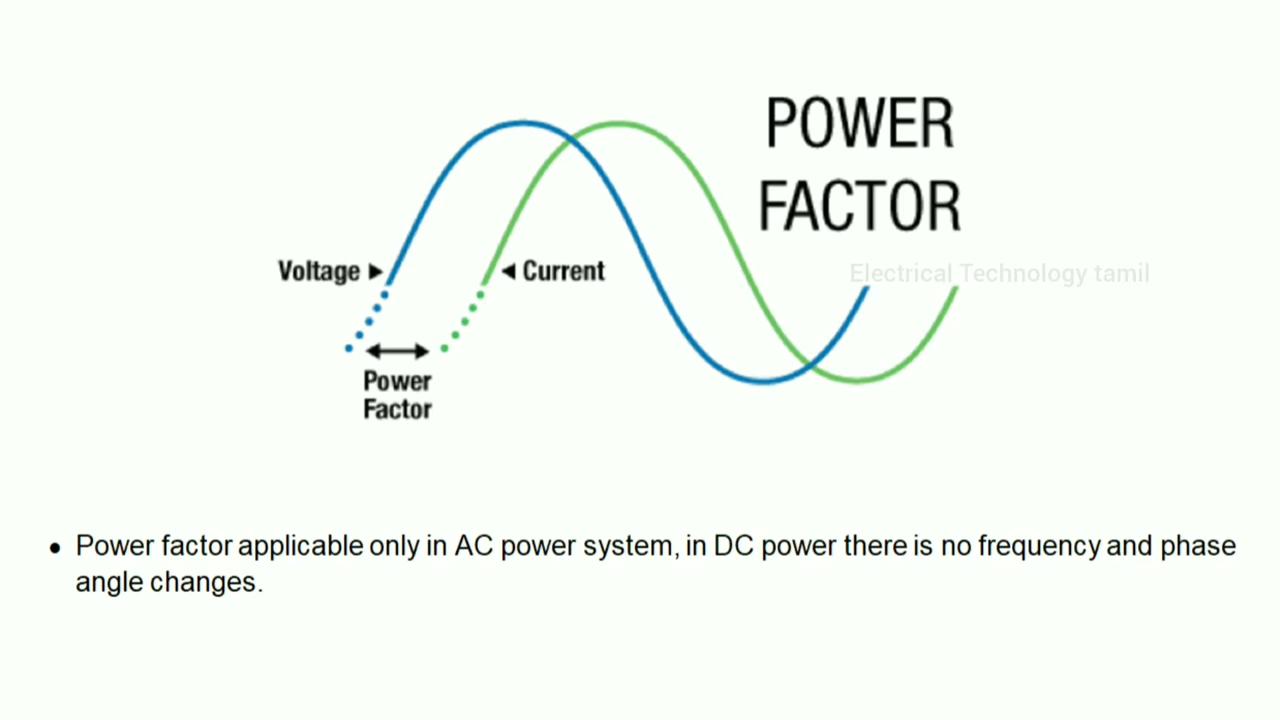 POWER
FACTOR
Electrical Technology tamil
Voltage
Current
Power
Factor
• Power factor applicable only in AC power system, in DC power there is no frequency and phase
angle changes.